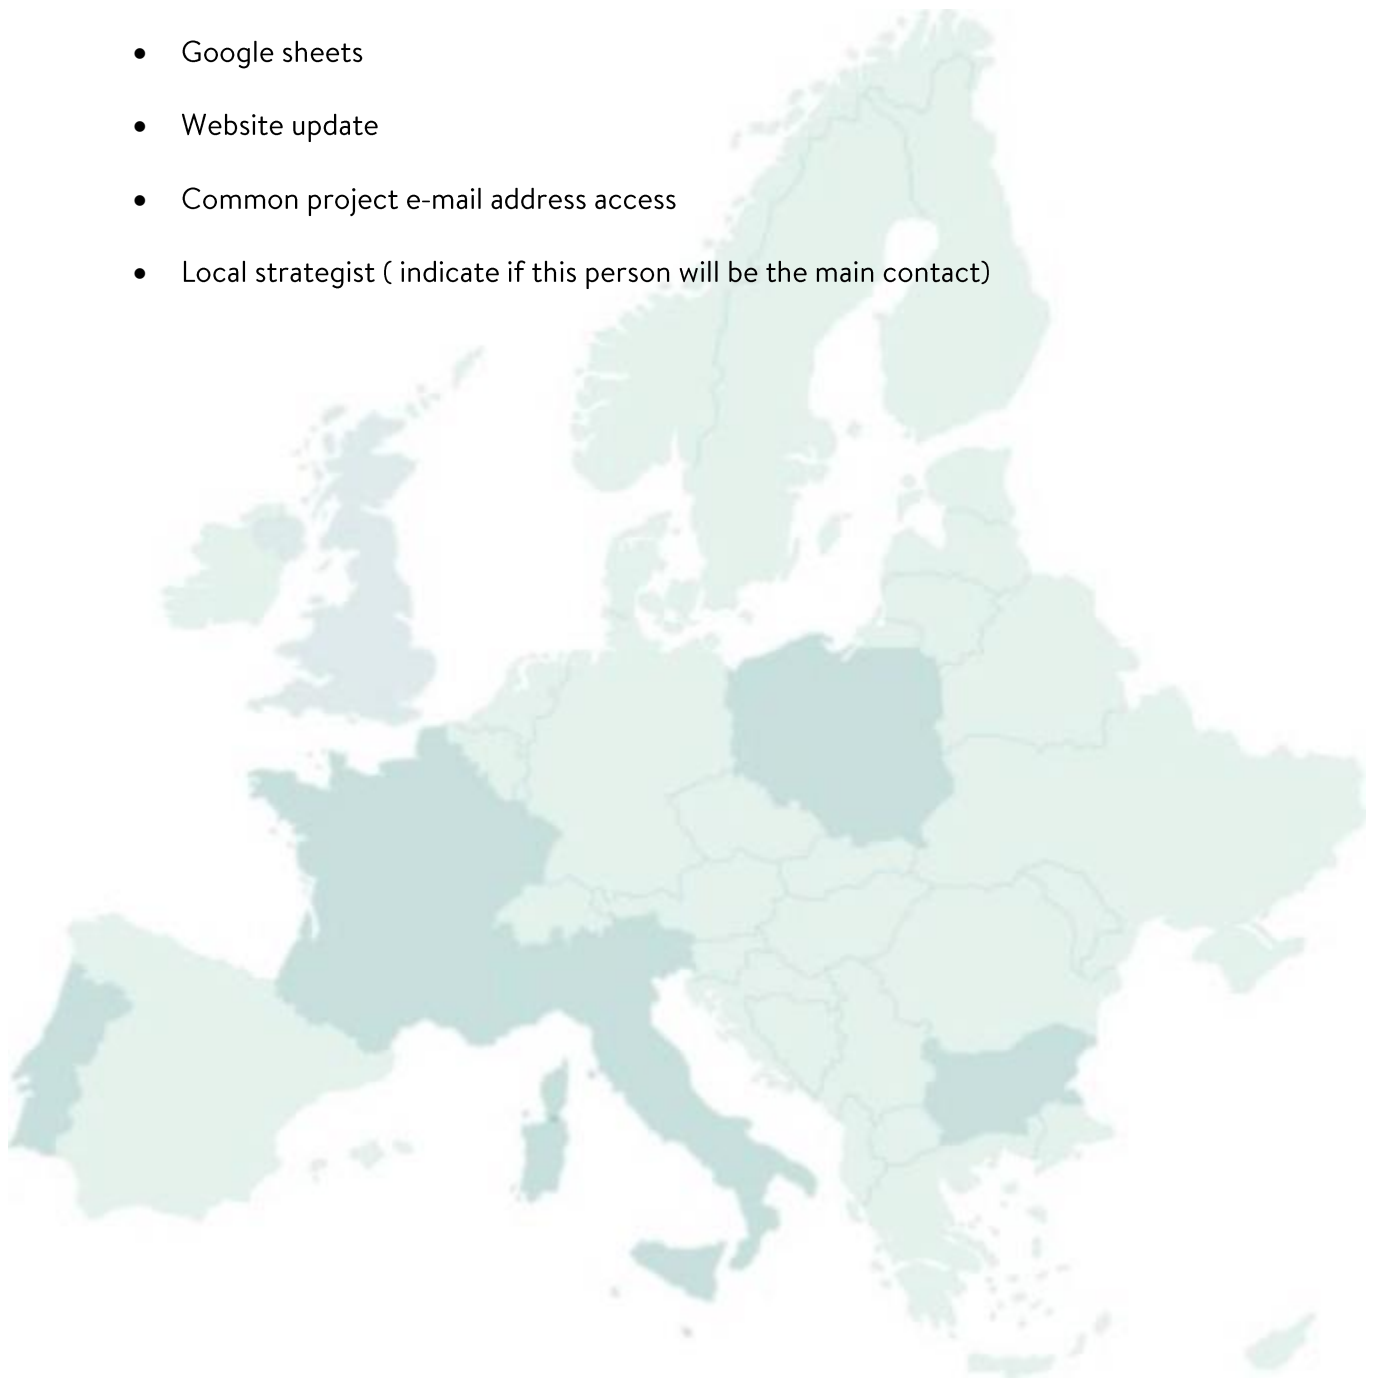 • Google sheets
• Website update
• Common project e-mail address access
• Local strategist ( indicate if this person will be the main contact)